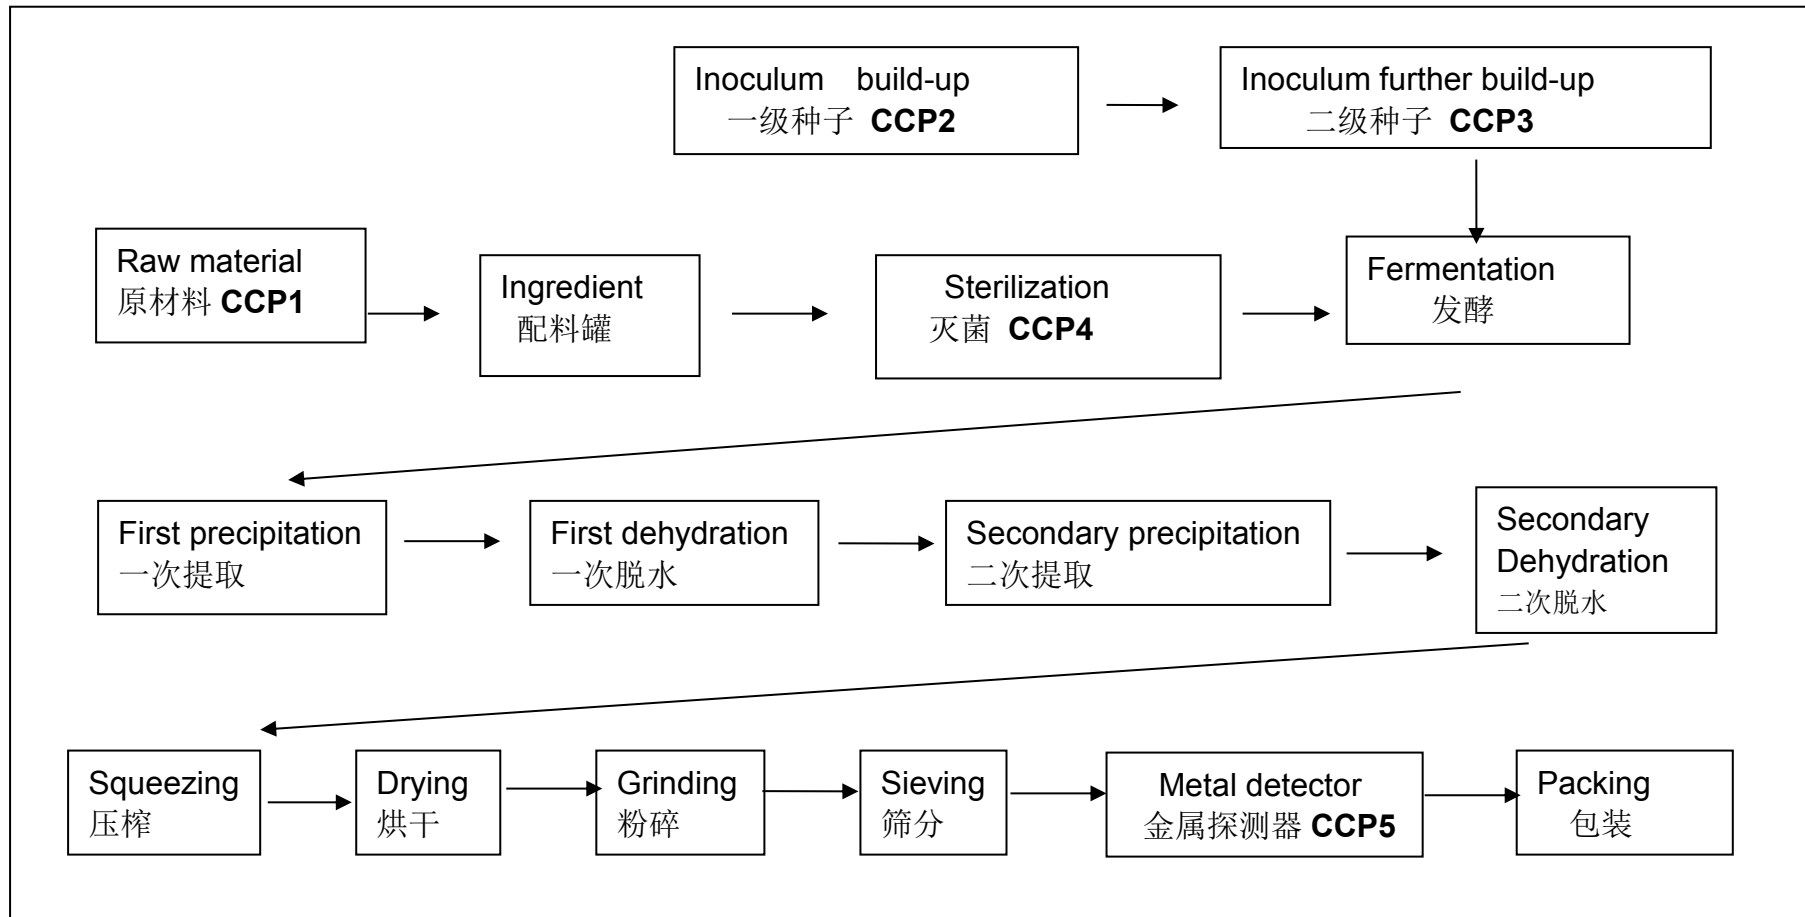 Inoculum build-up
一级种子 CCP2
Inoculum further build-up
二级种子 CCP3
Raw material
原材料 CCP1
Ingredient
配料罐
Sterilization
灭菌 CCP4
Fermentation
发酵
First precipitation
一次提取
First dehydration
一次脱水
Secondary precipitation
二次提取
Secondary
Dehydration
二次脱水
Squeezing
压榨
Drying
烘干
Grinding
粉碎
Sieving
筛分
Metal detector
金属探测器 CCP5
Packing
包装